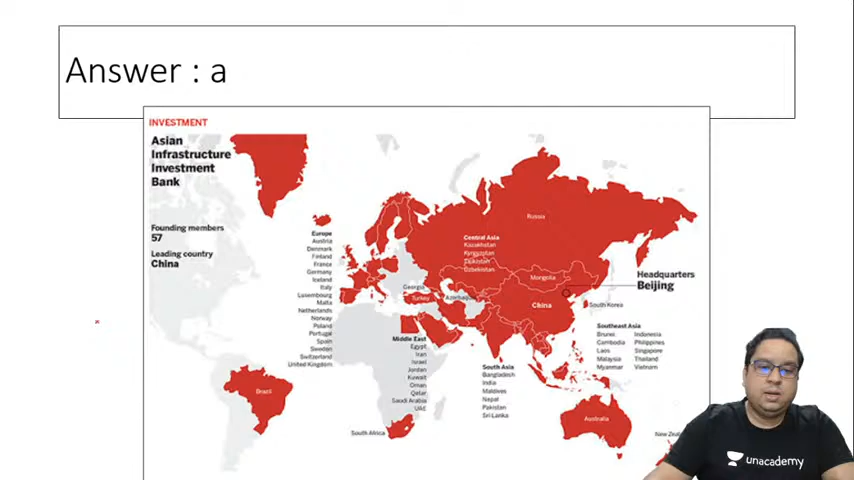 Answer : a
INVESTMENT
Asian
Infrastructure
Investment
Bank
Founding members
57
Leading country
China
Europe
Austria
Denmark
Finland
France
Germany
Iceland
Italy
Luxembourg
Malta
Netherlands
Norway
Poland
Portugal
Spain
Sweden
Switzerland
United Kingdom
Georgia
Turkey
Azerbaijan
Middle East
Egypt
Iran
Israel
Jordan
Kuwait
Oman
Qatar
Saudi Arabia
UAE
Central Asia
Kazakhstan
Kyrgyzstan
Tajikistan
Uzbekistan
Russia
Mongolia
China
Headquarters
Beijing
South Korea
Southeast Asia
Brunei Indonesia
Cambodia Philippines
Laos Singapore
Malaysia Thailand
Myanmar Vietnam
South Asia
Bangladesh
India
Maldives
Nepal
Pakistan
Sri Lanka
Brazil
South Africa
Australia
unacademy